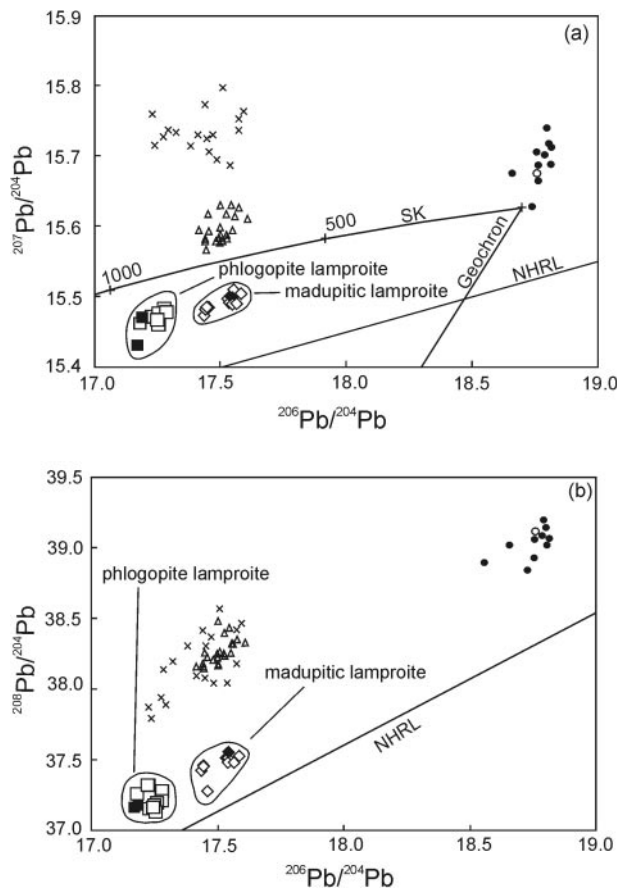 15.9
(a)
15.8
15.7
15.6
15.5
15.4
²⁰⁷Pb/²⁰⁴Pb
500
SK
1000
phlogopite lamproite
madupitic lamproite
Geochron
NHRL
17.0 17.5 18.0 18.5 19.0
²⁰⁶Pb/²⁰⁴Pb
39.5
(b)
39.0
38.5
38.0
37.5
37.0
²⁰⁸Pb/²⁰⁴Pb
phlogopite lamproite
madupitic lamproite
NHRL
17.0 17.5 18.0 18.5 19.0
²⁰⁶Pb/²⁰⁴Pb